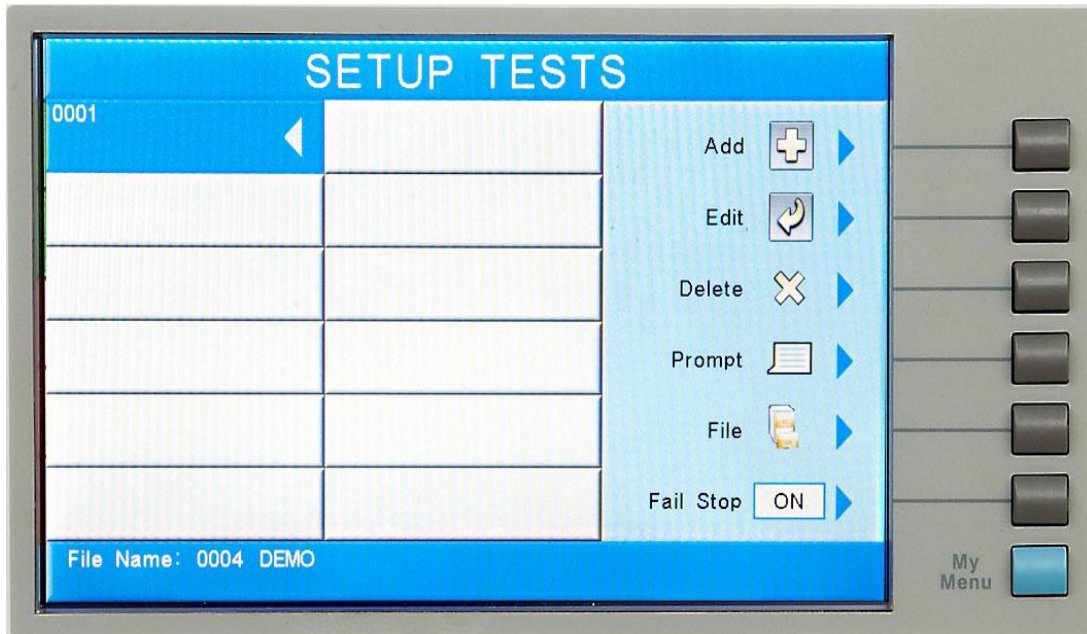 SETUP TESTS
0001
Add
Edit
Delete
Prompt
File
Fail Stop ON
File Name: 0004 DEMO
My
Menu